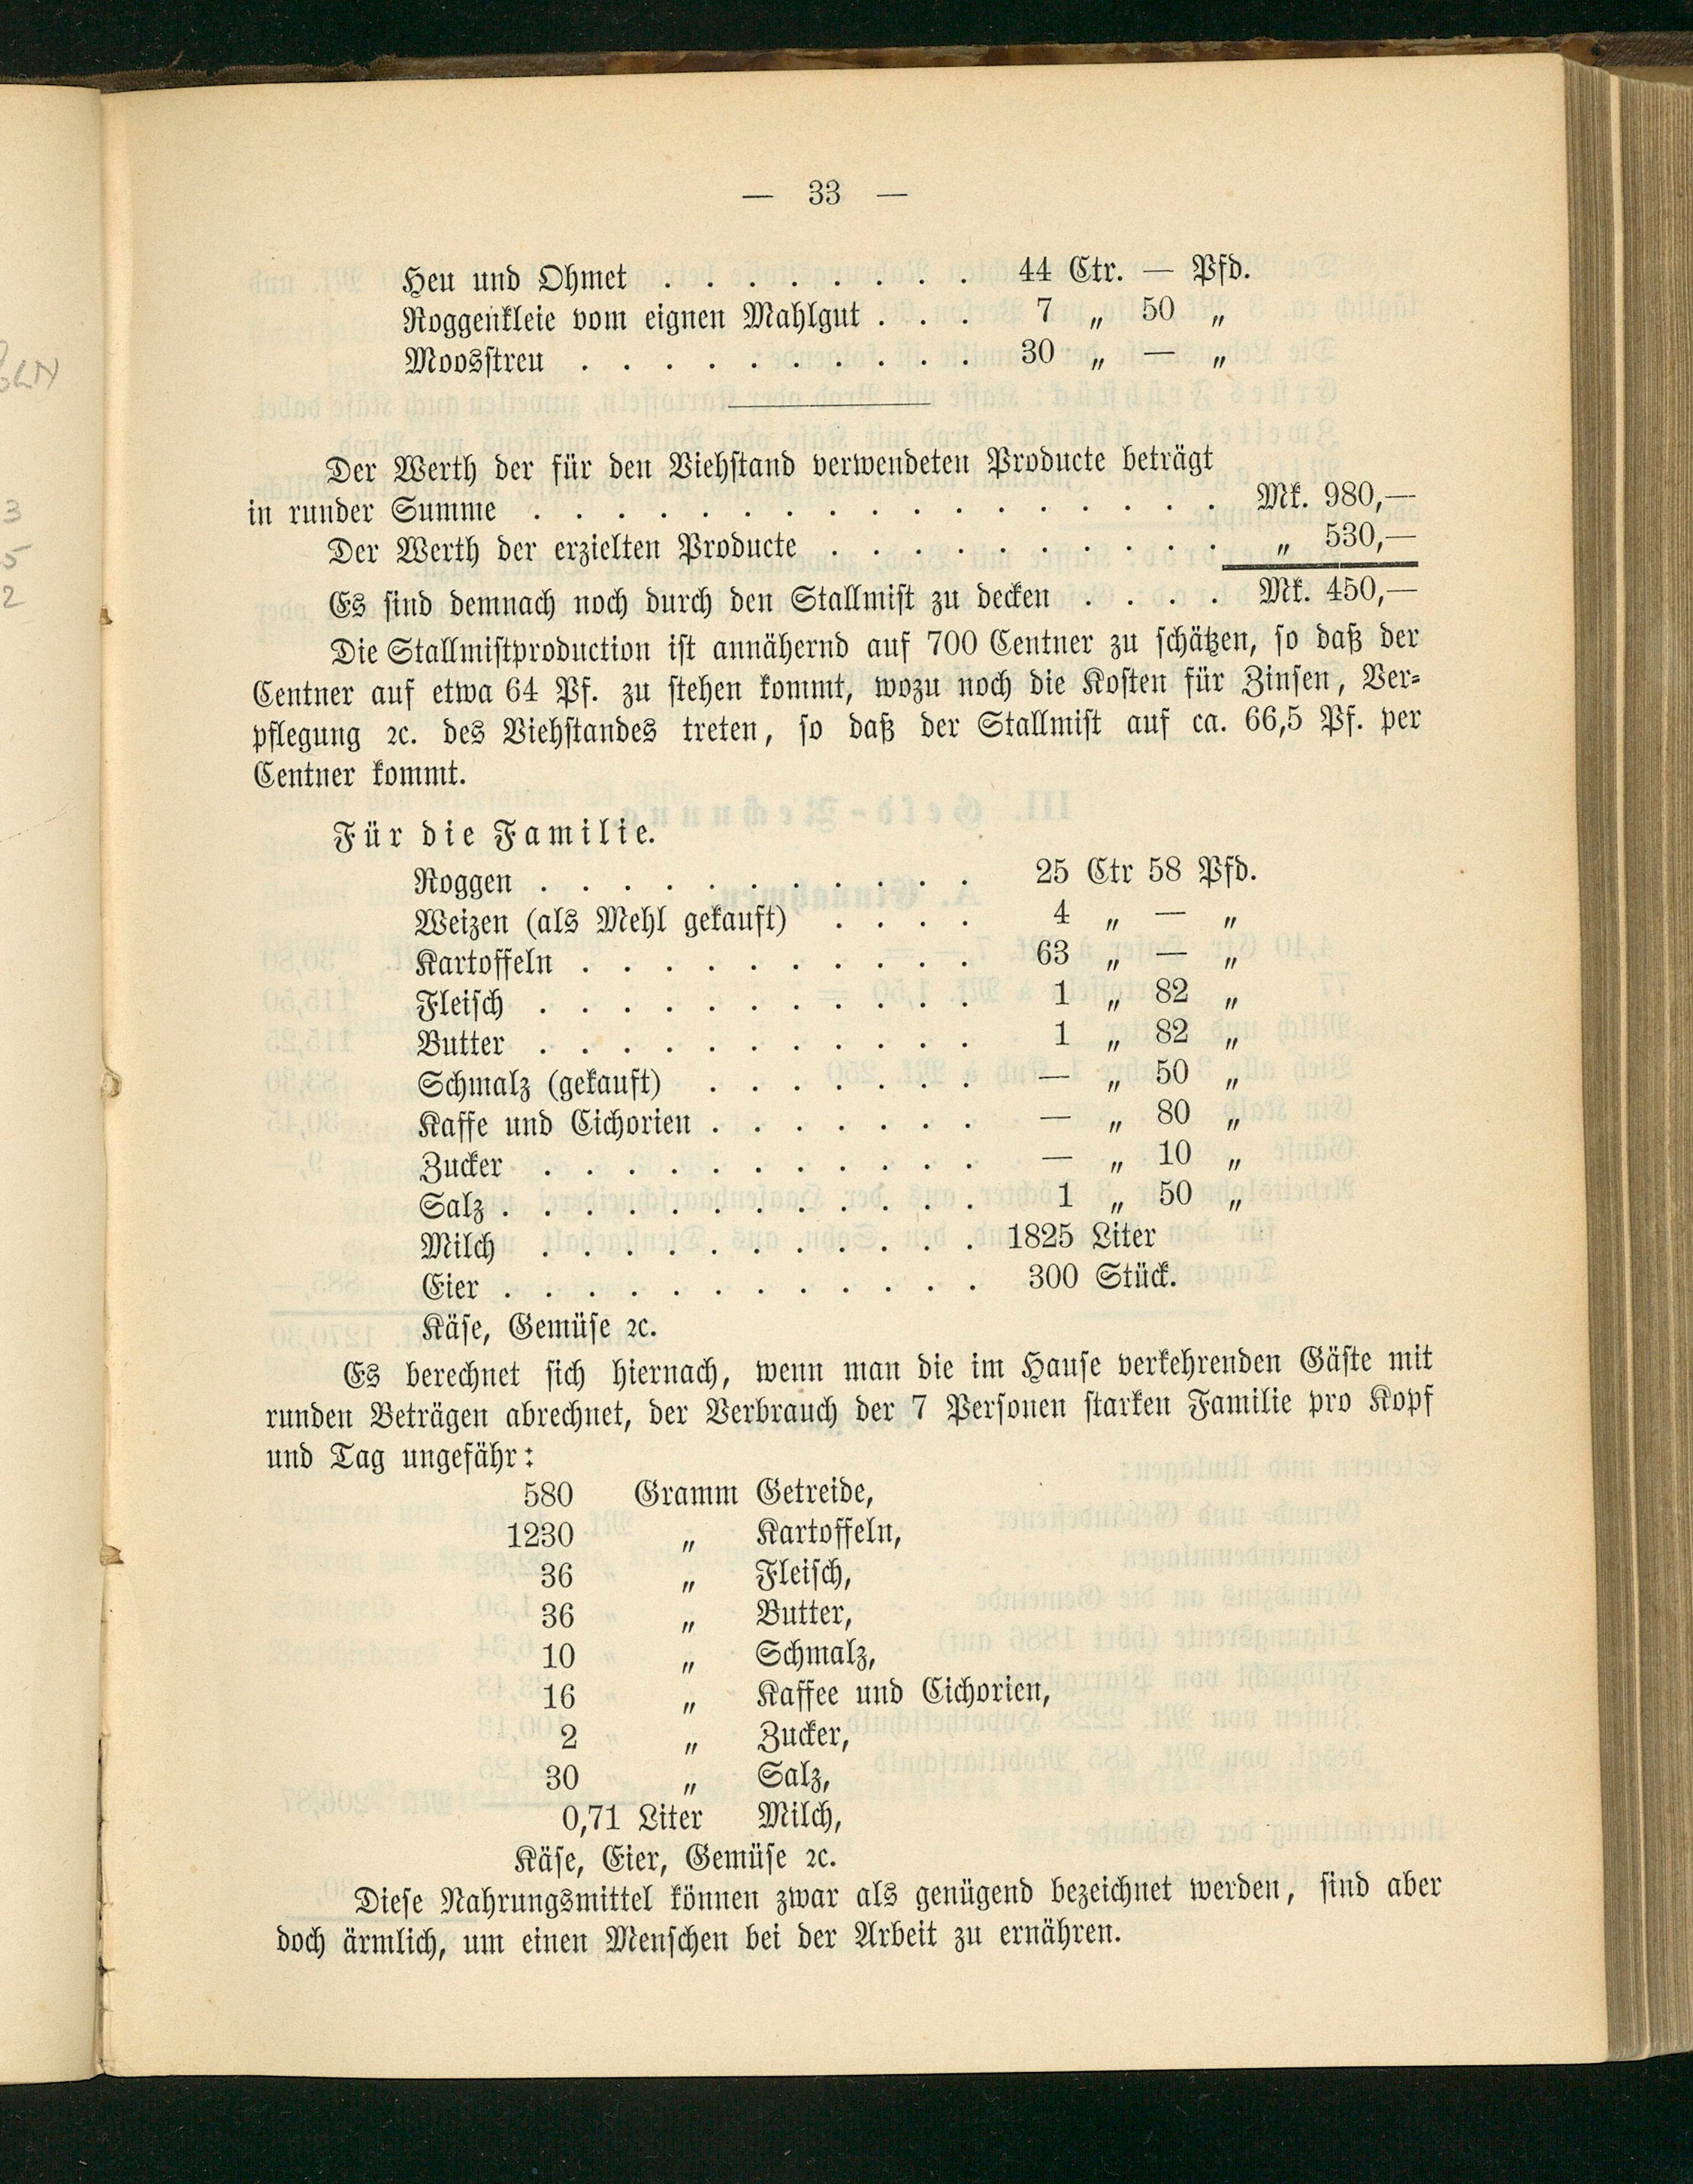 — 33 —
Heu und Ohmet . . . . . . . . 44 Ctr. — Pfd.
Roggenkleie vom eignen Mahlgut . . . 7 „ 50 „
Moosstreu . . . . . . . . . . 30 „ — „
Der Werth der für den Viehstand verwendeten Producte beträgt
in runder Summe . . . . . . . . . . . . . . . . . Mk. 980,—
Der Werth der erzielten Producte . . . . . . . . . . „ 530,—
Es sind demnach noch durch den Stallmist zu decken . . . . Mk. 450,—
Die Stallmistproduction ist annähernd auf 700 Centner zu schätzen, so daß der
Centner auf etwa 64 Pf. zu stehen kommt, wozu noch die Kosten für Zinsen, Ver-
pflegung ꝛc. des Viehstandes treten, so daß der Stallmist auf ca. 66,5 Pf. per
Centner kommt.
Für die Familie.
Roggen . . . . . . . . . . . 25 Ctr 58 Pfd.
Weizen (als Mehl gekauft) . . . . 4 „ — „
Kartoffeln . . . . . . . . . . 63 „ — „
Fleisch . . . . . . . . . . . 1 „ 82 „
Butter . . . . . . . . . . . 1 „ 82 „
Schmalz (gekauft) . . . . . . . — „ 50 „
Kaffe und Cichorien . . . . . . . — „ 80 „
Zucker . . . . . . . . . . . — „ 10 „
Salz . . . . . . . . . . . . 1 „ 50 „
Milch . . . . . . . . . . . 1825 Liter
Eier . . . . . . . . . . . . 300 Stück.
Käse, Gemüse ꝛc.
Es berechnet sich hiernach, wenn man die im Hause verkehrenden Gäste mit
runden Beträgen abrechnet, der Verbrauch der 7 Personen starken Familie pro Kopf
und Tag ungefähr:
580 Gramm Getreide,
1230 „ Kartoffeln,
36 „ Fleisch,
36 „ Butter,
10 „ Schmalz,
16 „ Kaffee und Cichorien,
2 „ Zucker,
30 „ Salz,
0,71 Liter Milch,
Käse, Eier, Gemüse ꝛc.
Diese Nahrungsmittel können zwar als genügend bezeichnet werden, sind aber
doch ärmlich, um einen Menschen bei der Arbeit zu ernähren.
3
5
2